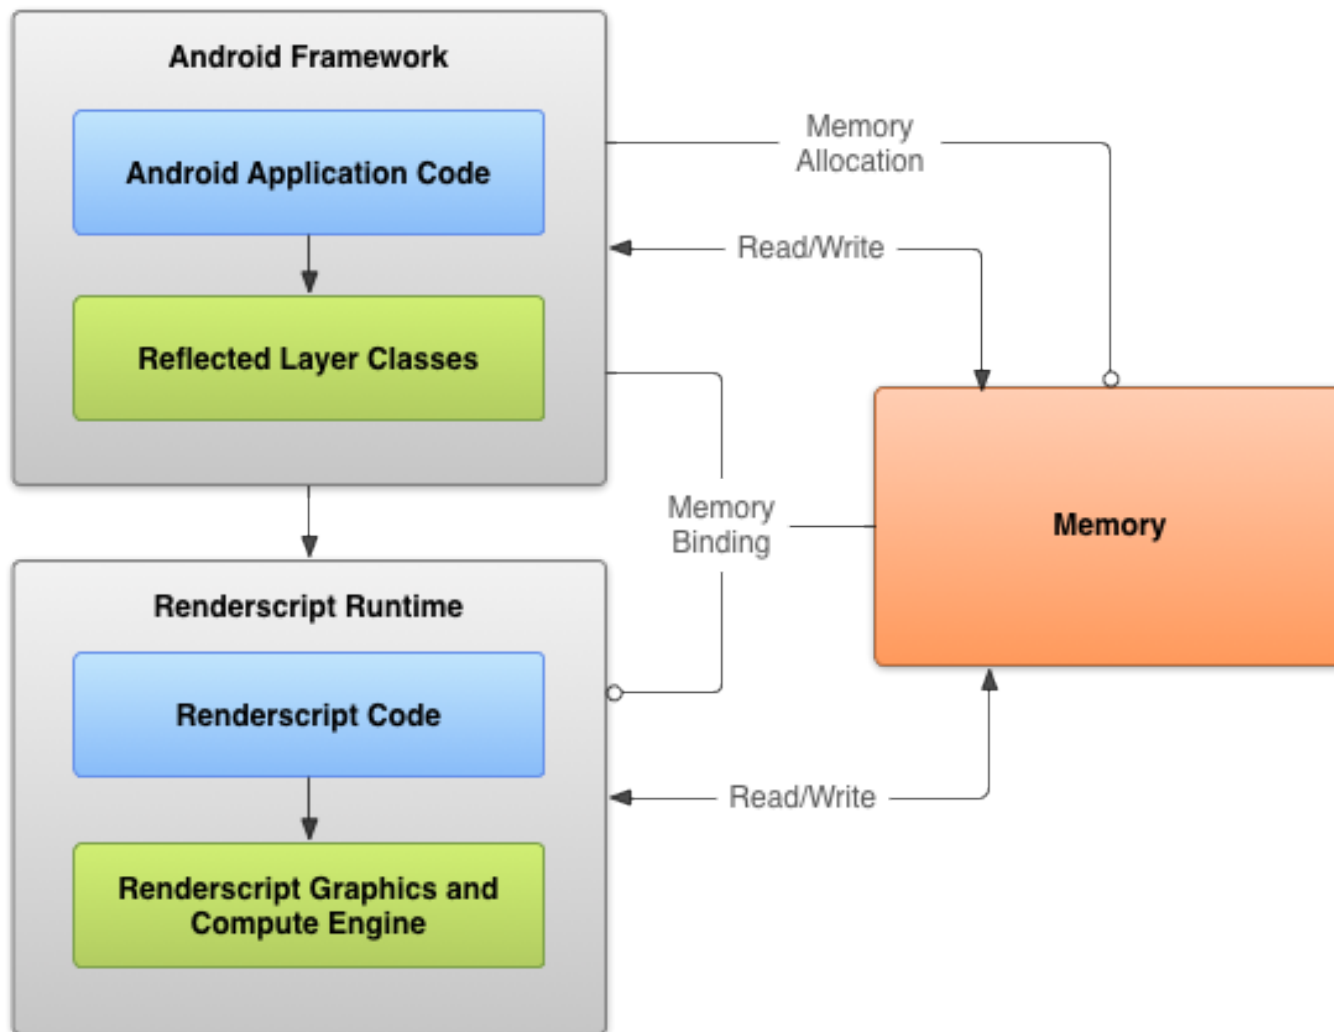 Android Framework
Android Application Code
Reflected Layer Classes
Memory
Allocation
Read/Write
Memory
Binding
Memory
Renderscript Runtime
Renderscript Code
Renderscript Graphics and
Compute Engine
Read/Write